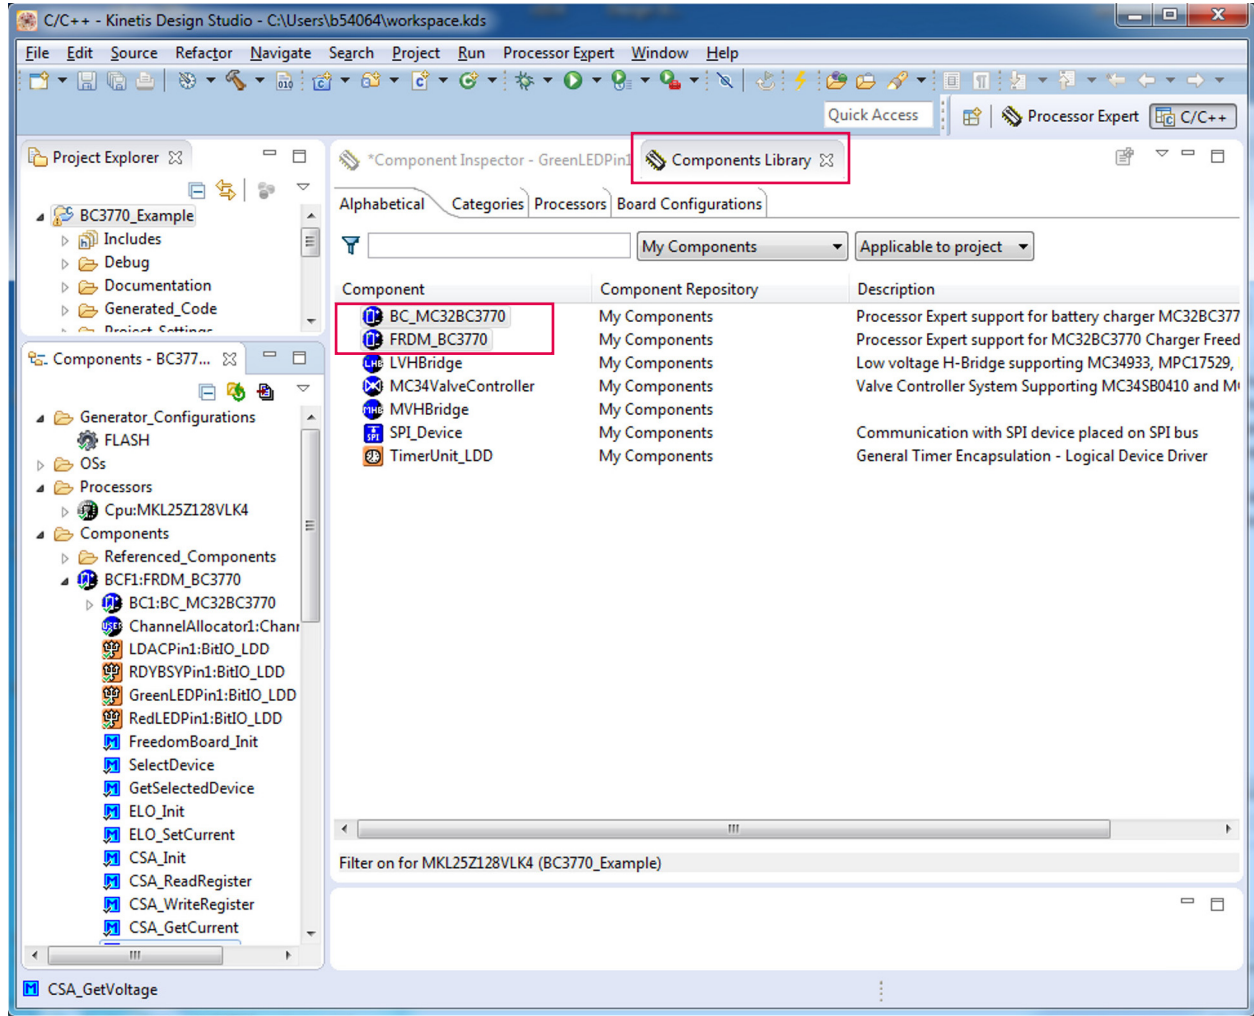 C/C++ - Kinetis Design Studio - C:\Users\b54064\workspace.kds
File Edit Source Refactor Navigate Search Project Run Processor Expert Window Help
Quick Access
Processor Expert
C/C++
Project Explorer
BC3770_Example
Includes
Debug
Documentation
Generated_Code
Project_Settings
Components - BC377...
Generator_Configurations
FLASH
OSs
Processors
Cpu:MKL25Z128VLK4
Components
Referenced_Components
BCF1:FRDM_BC3770
BC1:BC_MC32BC3770
ChannelAllocator1:Chanr
LDACPin1:BitIO_LDD
RDYBSYPin1:BitIO_LDD
GreenLEDPin1:BitIO_LDD
RedLEDPin1:BitIO_LDD
FreedomBoard_Init
SelectDevice
GetSelectedDevice
ELO_Init
ELO_SetCurrent
CSA_Init
CSA_ReadRegister
CSA_WriteRegister
CSA_GetCurrent
*Component Inspector - GreenLEDPin1
Components Library
Alphabetical Categories Processors Board Configurations
My Components
Applicable to project
Component Component Repository Description
BC_MC32BC3770 My Components Processor Expert support for battery charger MC32BC377
FRDM_BC3770 My Components Processor Expert support for MC32BC3770 Charger Freed
LVHBridge My Components Low voltage H-Bridge supporting MC34933, MPC17529,
MC34ValveController My Components Valve Controller System Supporting MC34SB0410 and M
MVHBridge My Components
SPI_Device My Components Communication with SPI device placed on SPI bus
TimerUnit_LDD My Components General Timer Encapsulation - Logical Device Driver
Filter on for MKL25Z128VLK4 (BC3770_Example)
CSA_GetVoltage